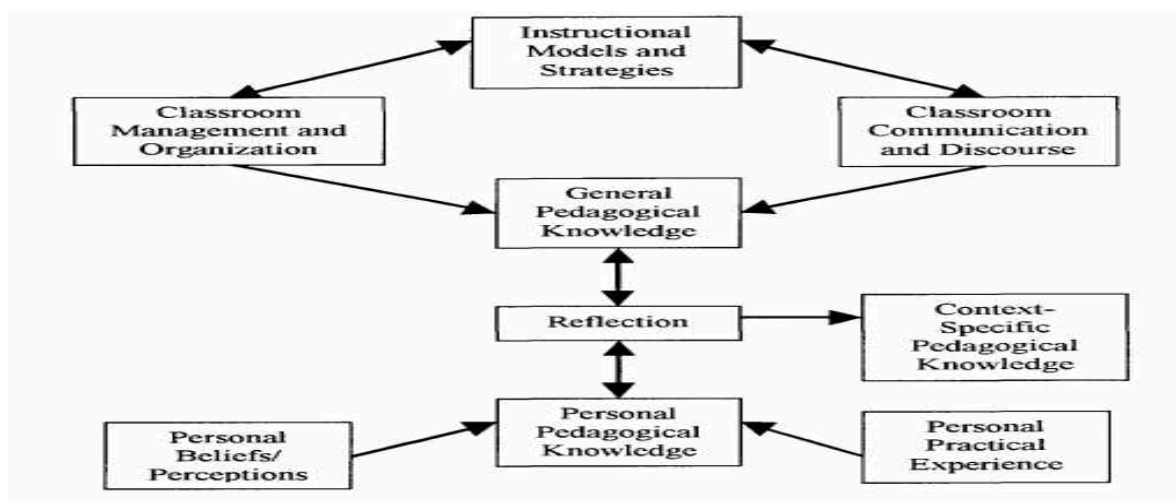 Instructional
Models and
Strategies
Classroom
Management and
Organization
Classroom
Communication
and Discourse
General
Pedagogical
Knowledge
Reflection
Context-
Specific
Pedagogical
Knowledge
Personal
Beliefs/
Perceptions
Personal
Pedagogical
Knowledge
Personal
Practical
Experience